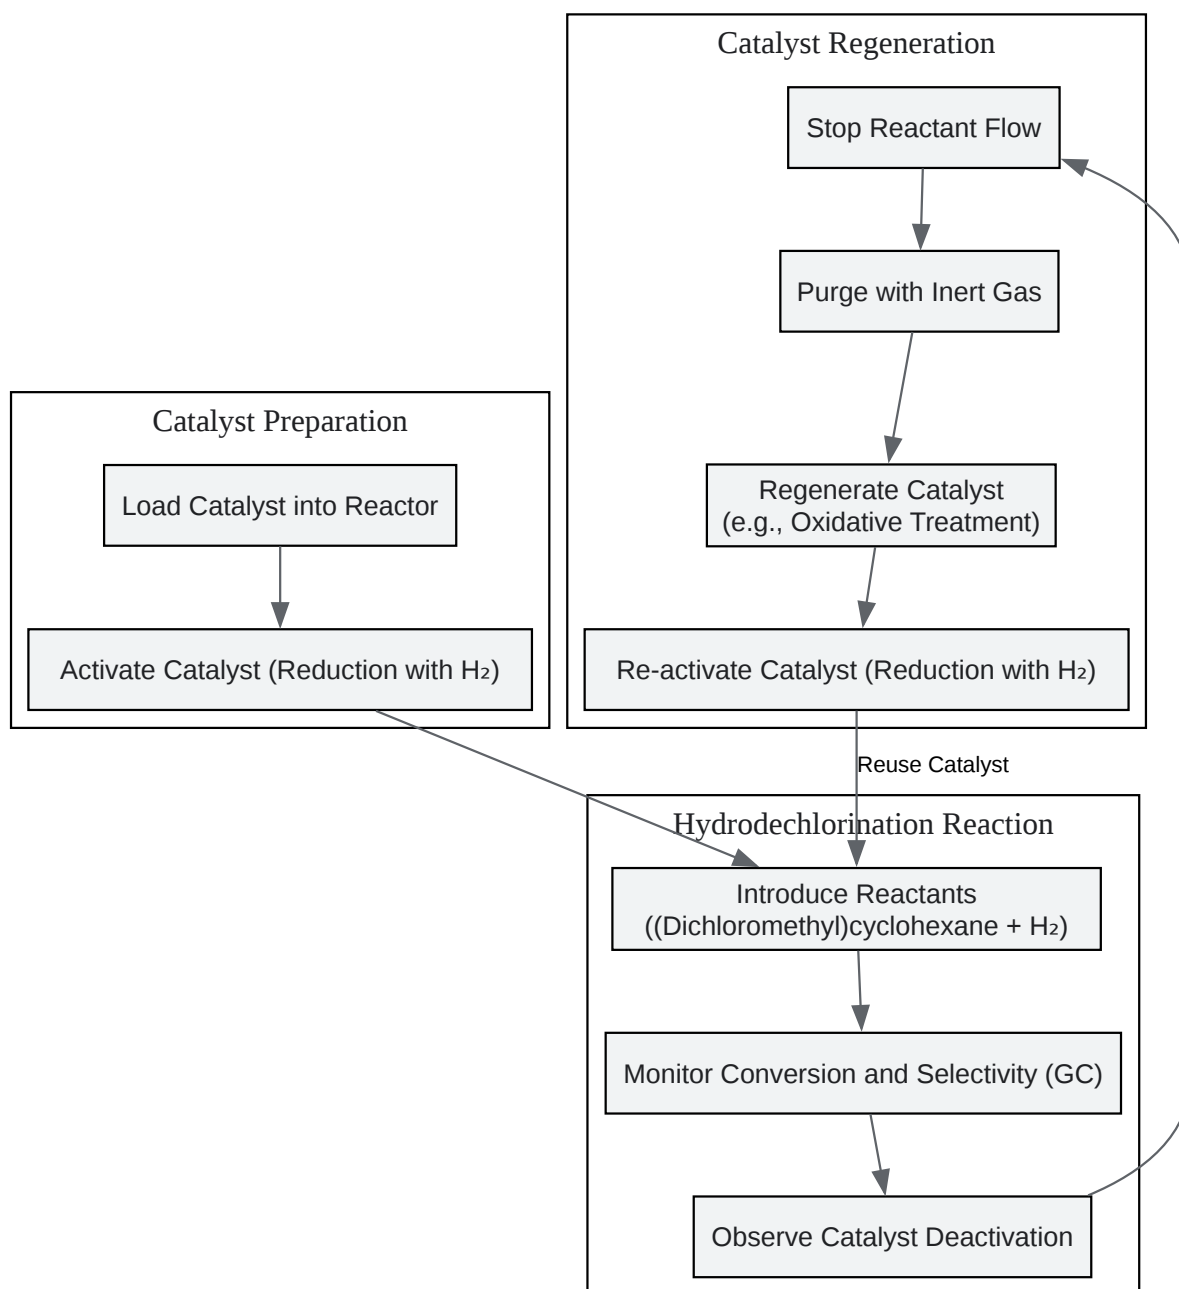 Catalyst Regeneration
Stop Reactant Flow
Purge with Inert Gas
Catalyst Preparation
Load Catalyst into Reactor
Regenerate Catalyst
(e.g., Oxidative Treatment)
Activate Catalyst (Reduction with H₂)
Re-activate Catalyst (Reduction with H₂)
Reuse Catalyst
Hydrodechlorination Reaction
Introduce Reactants
((Dichloromethyl)cyclohexane + H₂)
Monitor Conversion and Selectivity (GC)
Observe Catalyst Deactivation